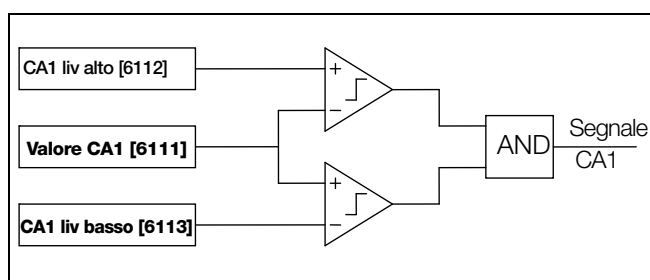 CA1 liv alto [6112]
+
−
Valore CA1 [6111]
AND
Segnale
CA1
+
−
CA1 liv basso [6113]